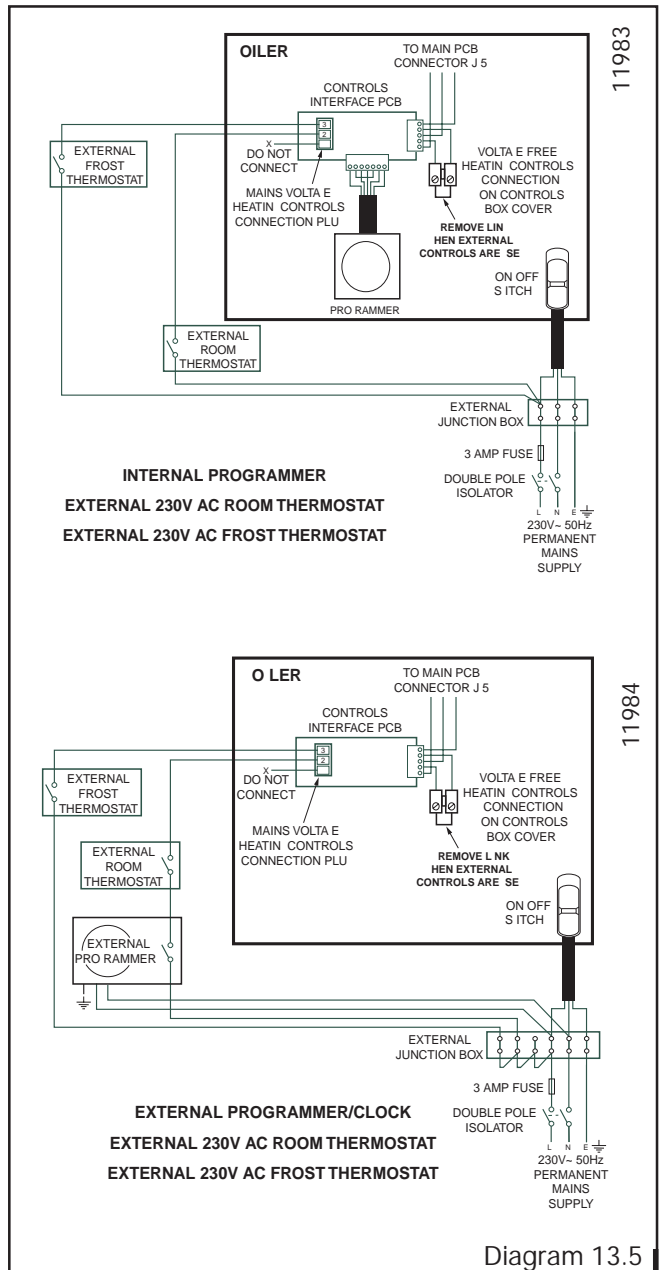 OILER
TO MAIN PCB
CONNECTOR J 5
11983
CONTROLS
INTERFACE PCB
3
2
X
DO NOT
CONNECT
EXTERNAL
FROST
THERMOSTAT
MAINS VOLTA E
HEATIN CONTROLS
CONNECTION PLU
VOLTA E FREE
HEATIN CONTROLS
CONNECTION
ON CONTROLS
BOX COVER
REMOVE LIN
HEN EXTERNAL
CONTROLS ARE SE
ON OFF
S ITCH
PRO RAMMER
EXTERNAL
ROOM
THERMOSTAT
EXTERNAL
JUNCTION BOX
3 AMP FUSE
DOUBLE POLE
ISOLATOR
L N E
230V~ 50Hz
PERMANENT
MAINS
SUPPLY
INTERNAL PROGRAMMER
EXTERNAL 230V AC ROOM THERMOSTAT
EXTERNAL 230V AC FROST THERMOSTAT
O LER
TO MAIN PCB
CONNECTOR J 5
11984
CONTROLS
INTERFACE PCB
3
2
X
DO NOT
CONNECT
EXTERNAL
FROST
THERMOSTAT
MAINS VOLTA E
HEATIN CONTROLS
CONNECTION PLU
VOLTA E FREE
HEATIN CONTROLS
CONNECTION
ON CONTROLS
BOX COVER
REMOVE L NK
HEN EXTERNAL
CONTROLS ARE SE
EXTERNAL
ROOM
THERMOSTAT
ON OFF
S ITCH
EXTERNAL
PRO RAMMER
EXTERNAL
JUNCTION BOX
3 AMP FUSE
DOUBLE POLE
ISOLATOR
L N E
230V~ 50Hz
PERMANENT
MAINS
SUPPLY
EXTERNAL PROGRAMMER/CLOCK
EXTERNAL 230V AC ROOM THERMOSTAT
EXTERNAL 230V AC FROST THERMOSTAT
Diagram 13.5